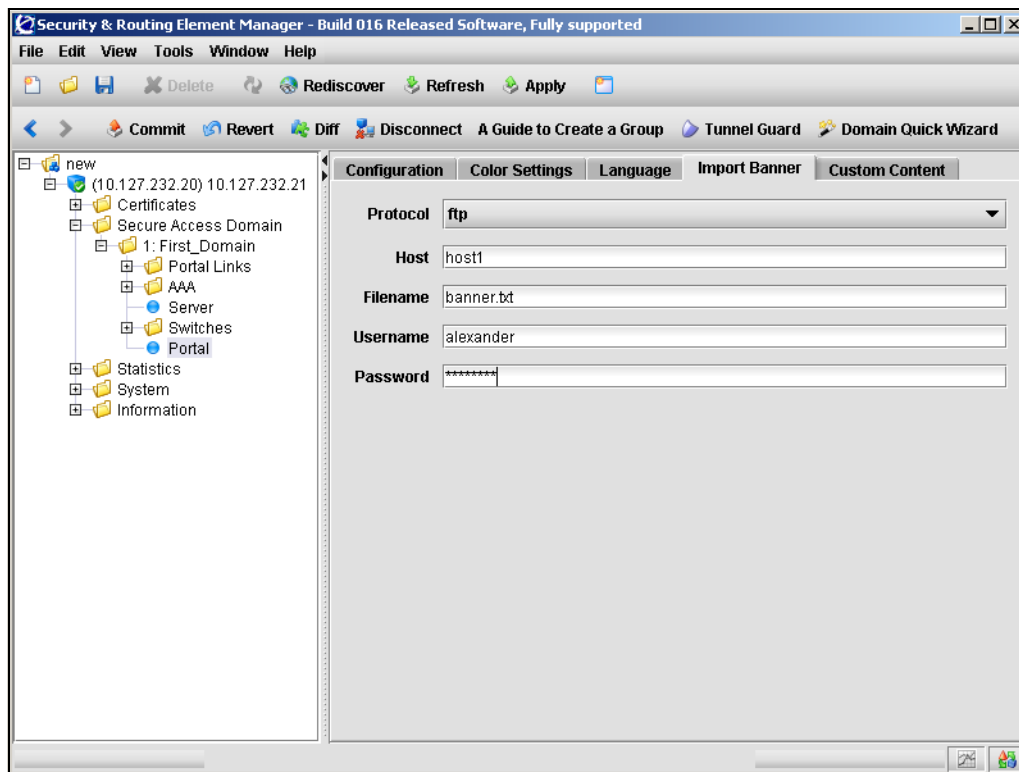 Security & Routing Element Manager - Build 016 Released Software, Fully supported
File Edit View Tools Window Help
Delete Rediscover Refresh Apply
Commit Revert Diff Disconnect A Guide to Create a Group Tunnel Guard Domain Quick Wizard
new
(10.127.232.20) 10.127.232.21
Certificates
Secure Access Domain
1: First_Domain
Portal Links
AAA
Server
Switches
Portal
Statistics
System
Information
Configuration Color Settings Language Import Banner Custom Content
Protocol ftp
Host host1
Filename banner.txt
Username alexander
Password ********